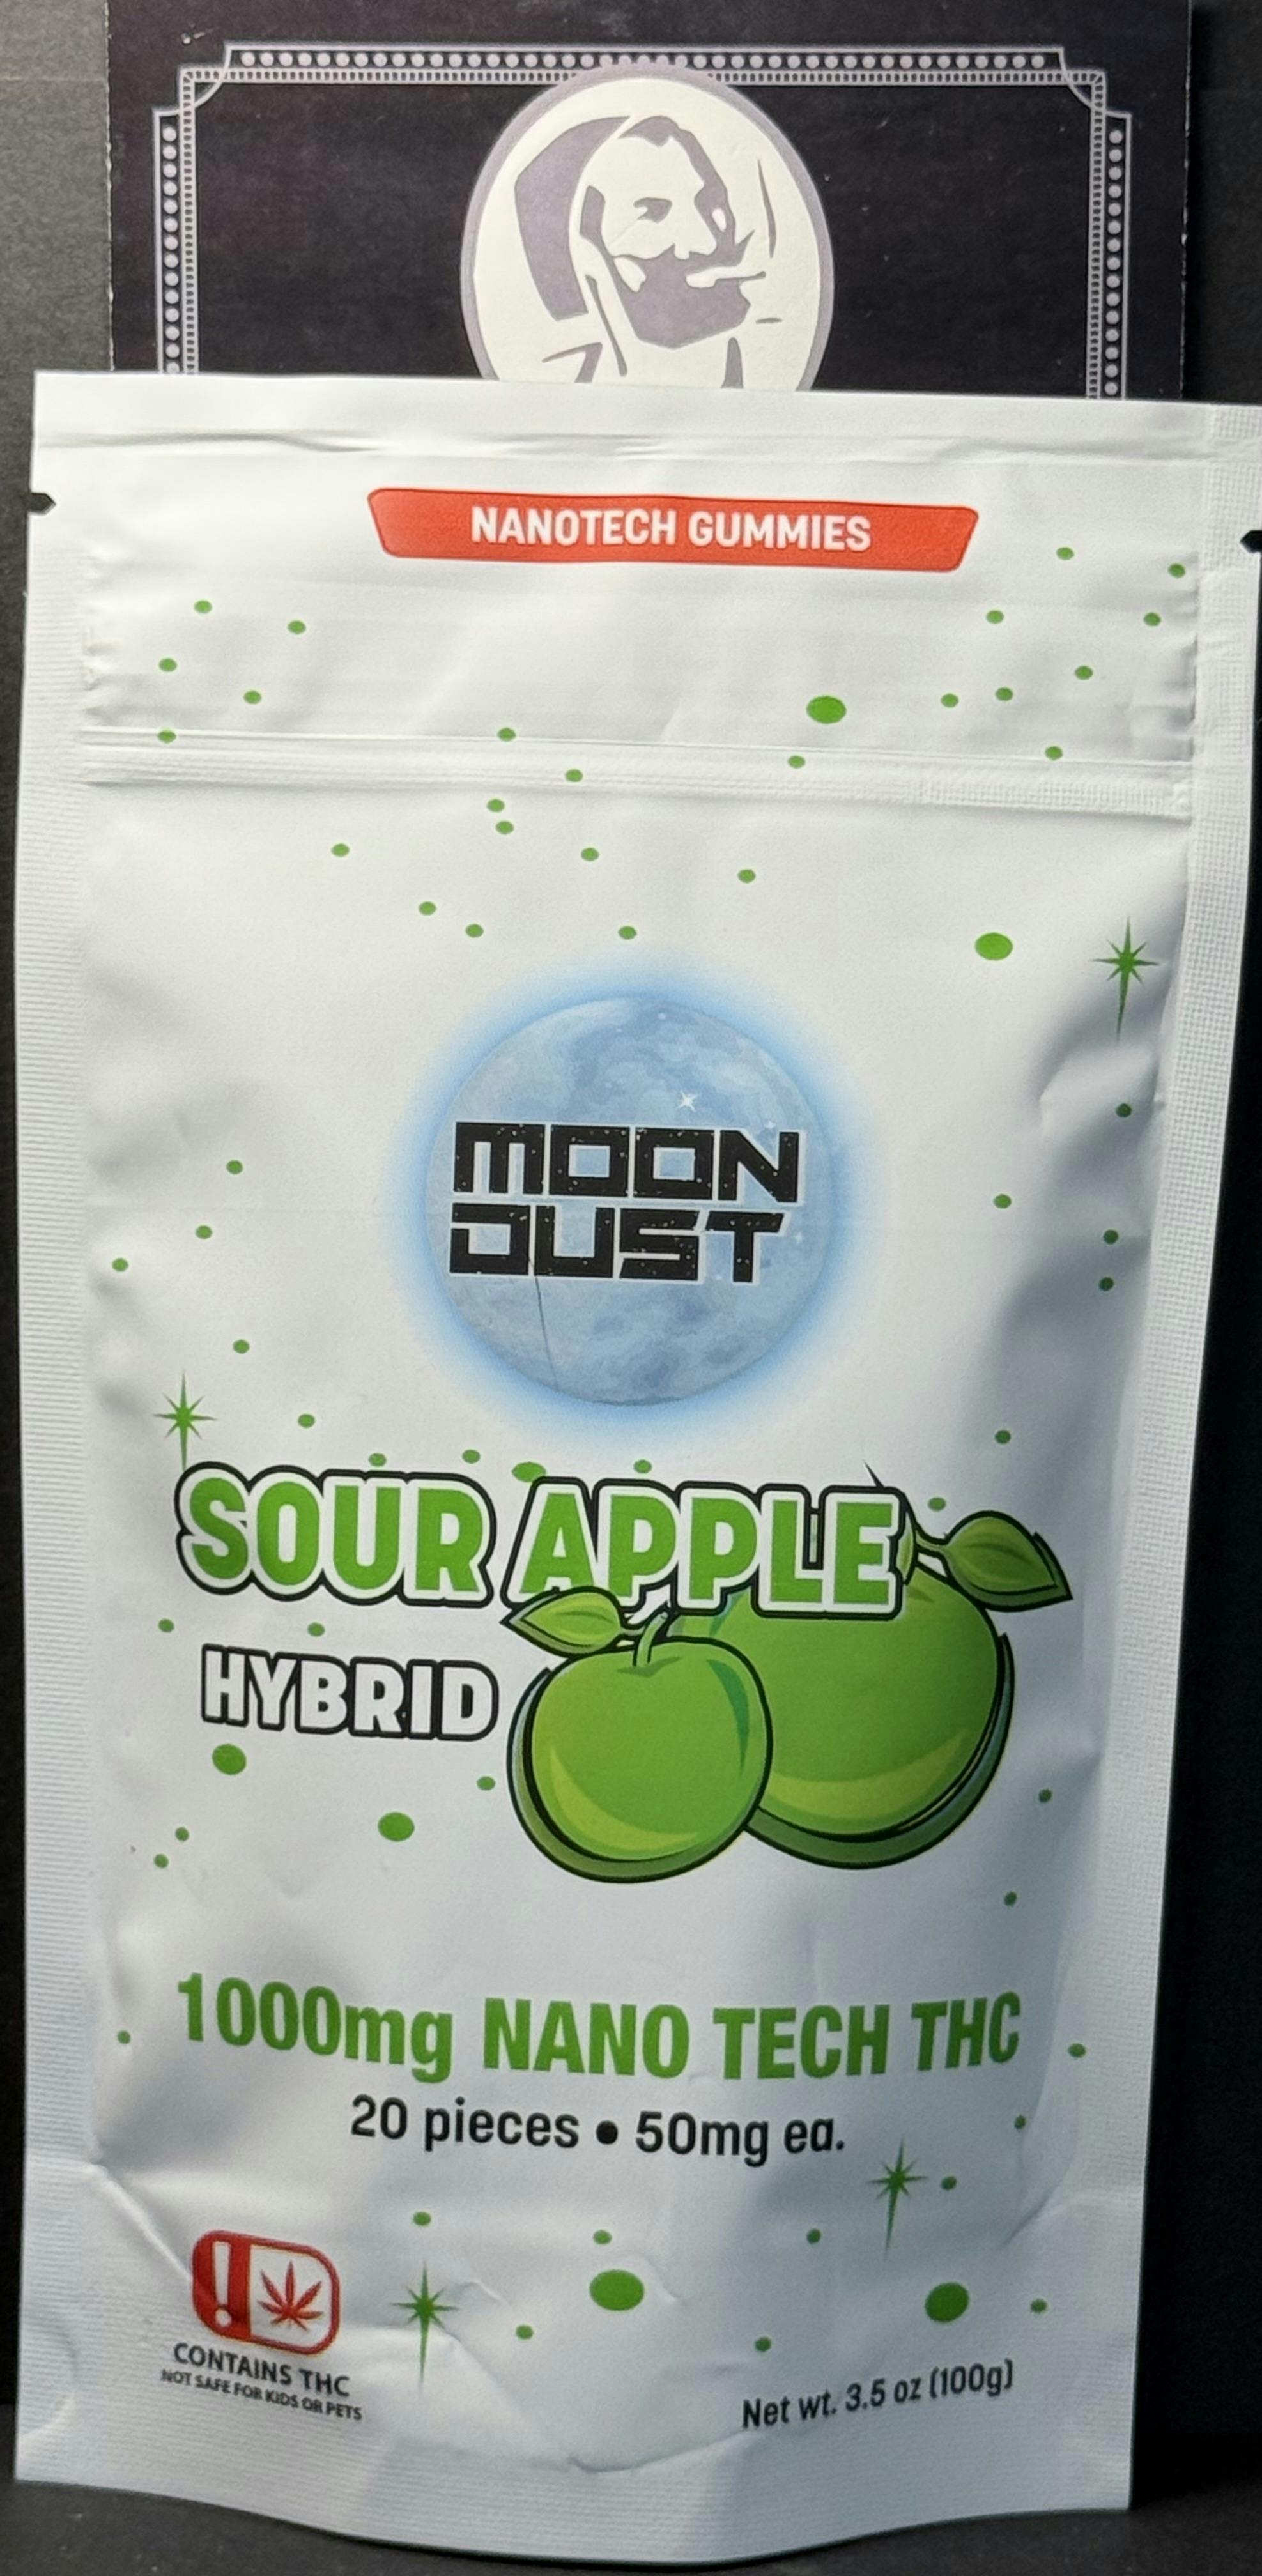 NANOTECH GUMMIES
MOON
DUST
SOUR APPLE
HYBRID
1000mg NANO TECH THC
20 pieces • 50mg ea.
CONTAINS THC
NOT SAFE FOR KIDS OR PETS
Net wt. 3.5 oz (100g)